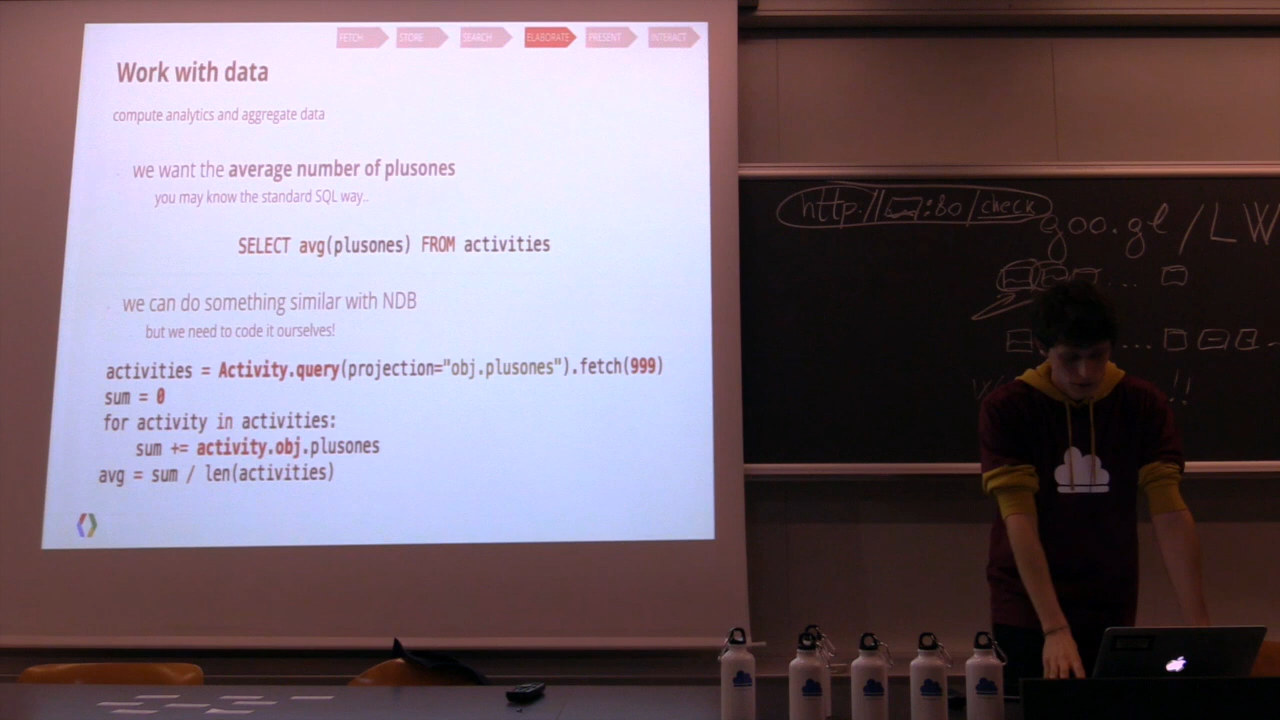 FETCH STORE SEARCH ELABORATE PRESENT INTERACT
Work with data
compute analytics and aggregate data
we want the average number of plusones
you may know the standard SQL way..
SELECT avg(plusones) FROM activities
we can do something similar with NDB
but we need to code it ourselves!
activities = Activity.query(projection="obj.plusones").fetch(999)
sum = 0
for activity in activities:
sum += activity.obj.plusones
avg = sum / len(activities)
http:// :80/check
goo.gl/LW
...
...
!!